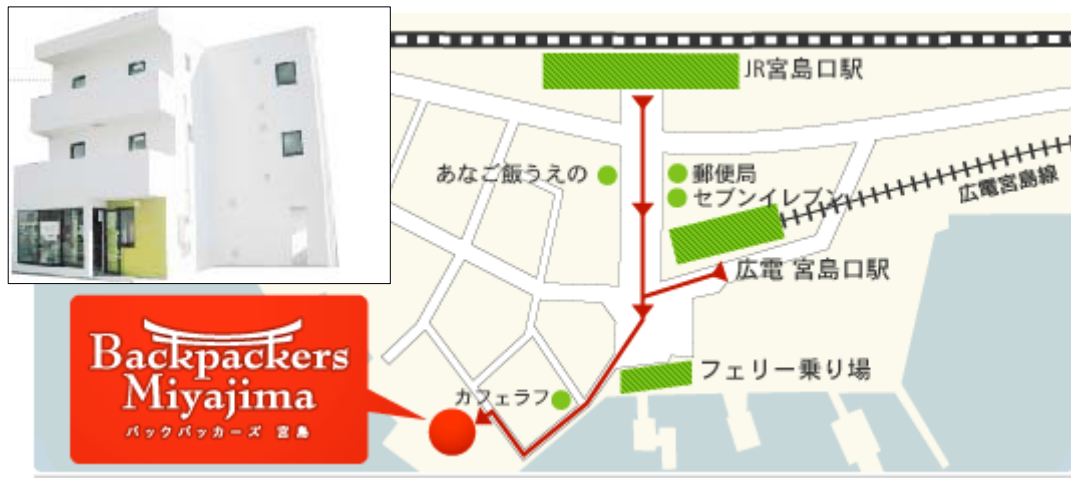 JR宮島口駅
あなご飯うえの
郵便局
セブンイレブン
広電宮島線
広電 宮島口駅
Backpackers
Miyajima
バックパッカーズ 宮島
フェリー乗り場
カフェラフ